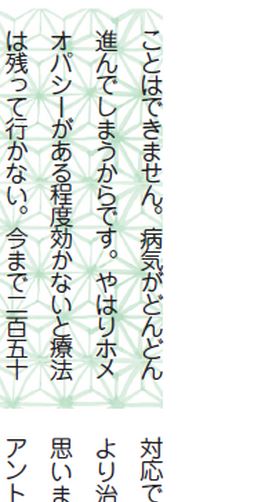 ことはできません。病気がどんどん
進んでしまうからです。やはりホメ
オパシーがある程度効かないと療法
は残って行かない。今まで二百五十
対応で
より治
思いま
アント